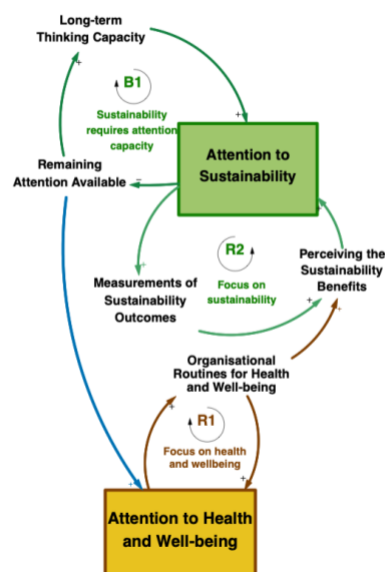 Long-term
Thinking Capacity
B1
Sustainability
requires attention
capacity
Attention to
Sustainability
Remaining
Attention Available
R2
Focus on
sustainability
Perceiving the
Sustainability
Benefits
Measurements of
Sustainability
Outcomes
Organisational
Routines for Health
and Well-being
R1
Focus on health
and wellbeing
Attention to Health
and Well-being